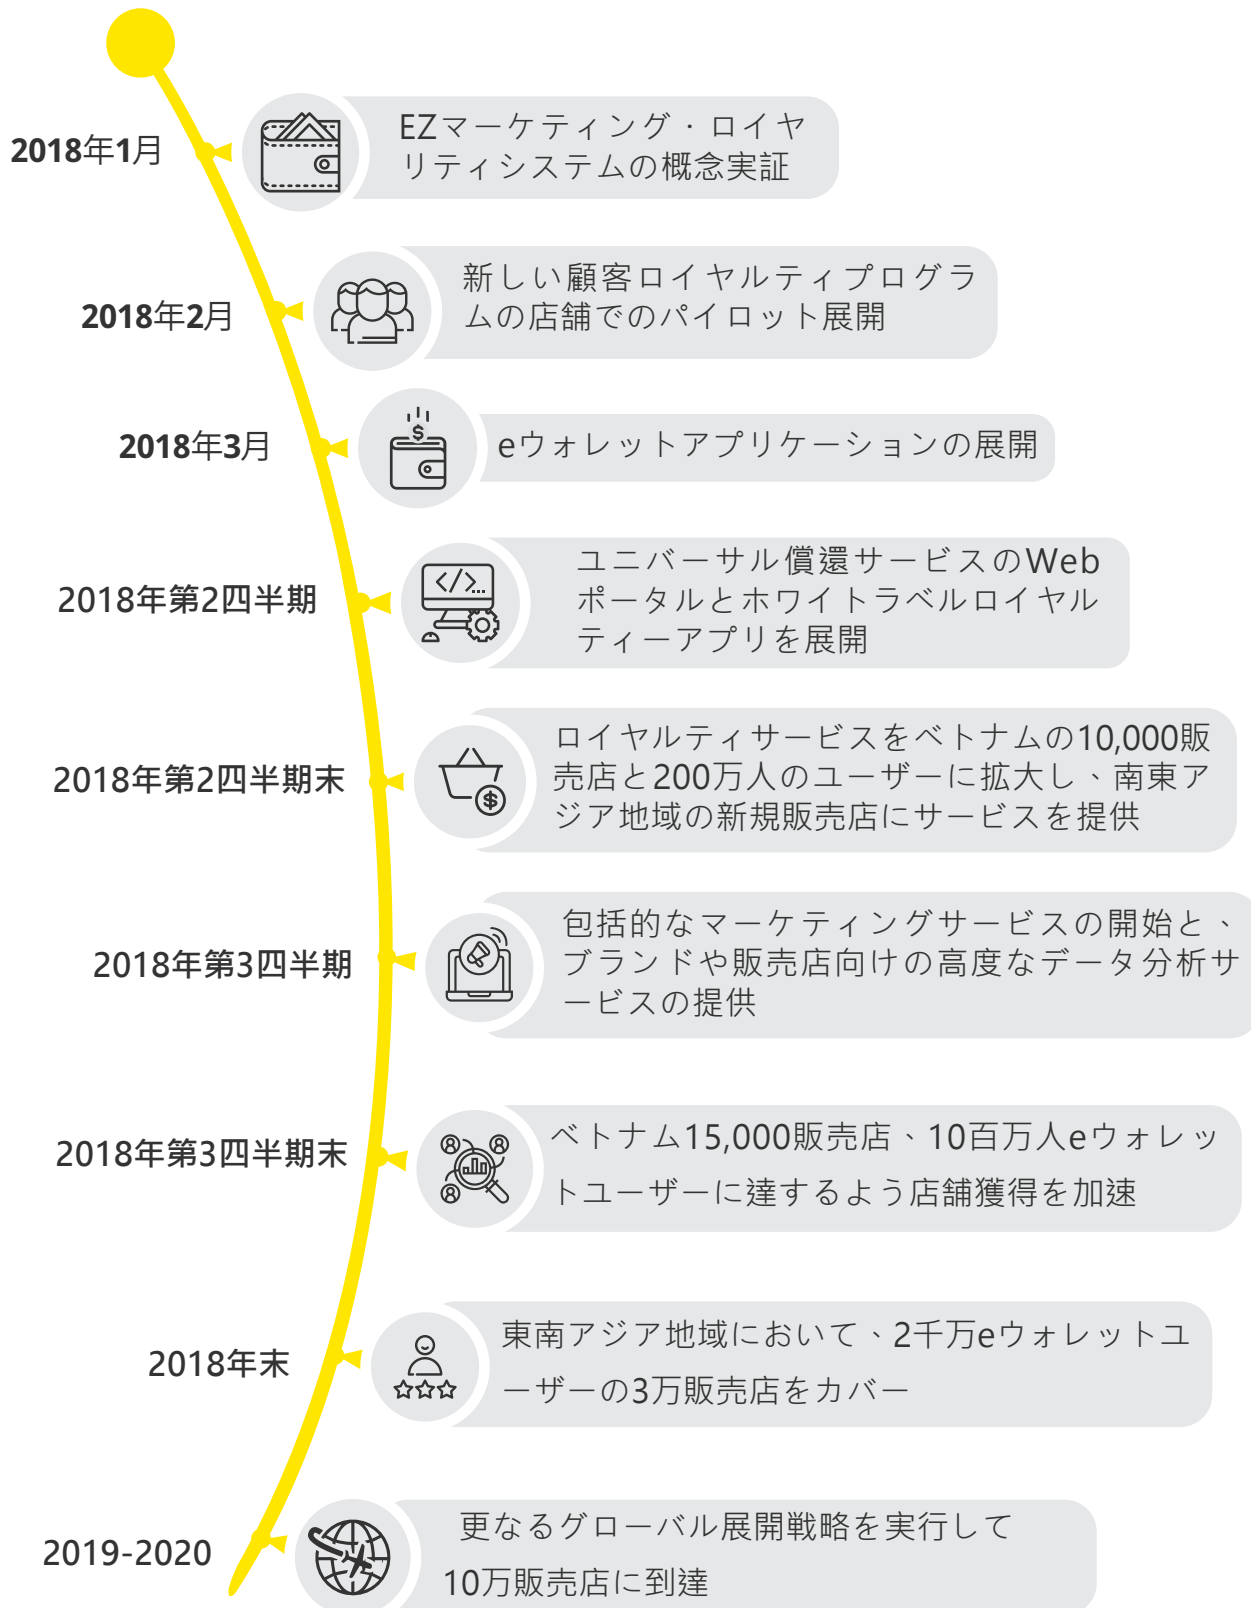 2018年1月
EZマーケティング・ロイヤ
リティシステムの概念実証
2018年2月
新しい顧客ロイヤルティプログラ
ムの店舗でのパイロット展開
2018年3月
eウォレットアプリケーションの展開
2018年第2四半期
ユニバーサル償還サービスのWeb
ポータルとホワイトラベルロイヤル
ティーアプリを展開
2018年第2四半期末
ロイヤルティサービスをベトナムの10,000販
売店と200万人のユーザーに拡大し、南東ア
ジア地域の新規販売店にサービスを提供
2018年第3四半期
包括的なマーケティングサービスの開始と、
ブランドや販売店向けの高度なデータ分析サ
ービスの提供
2018年第3四半期末
ベトナム15,000販売店、10百万人eウォレッ
トユーザーに達するよう店舗獲得を加速
2018年末
東南アジア地域において、2千万eウォレットユ
ーザーの3万販売店をカバー
2019-2020
更なるグローバル展開戦略を実行して
10万販売店に到達